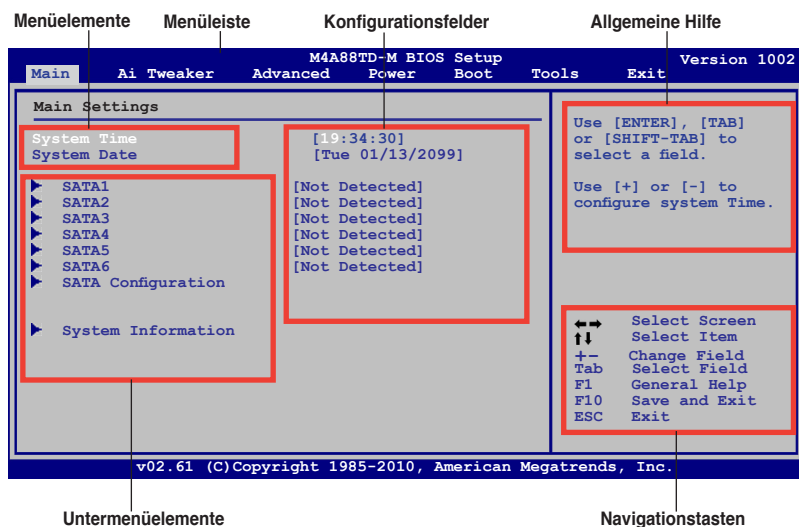 Menüelemente Menüleiste Konfigurationsfelder Allgemeine Hilfe
M4A88TD-M BIOS Setup Version 1002
Main Ai Tweaker Advanced Power Boot Tools Exit
Main Settings
System Time [19:34:30]
System Date [Tue 01/13/2099]
SATA1 [Not Detected]
SATA2 [Not Detected]
SATA3 [Not Detected]
SATA4 [Not Detected]
SATA5 [Not Detected]
SATA6 [Not Detected]
SATA Configuration
System Information
Use [ENTER], [TAB]
or [SHIFT-TAB] to
select a field.
Use [+] or [-] to
configure system Time.
←→ Select Screen
↑↓ Select Item
+- Change Field
Tab Select Field
F1 General Help
F10 Save and Exit
ESC Exit
v02.61 (C)Copyright 1985-2010, American Megatrends, Inc.
Untermenüelemente Navigationstasten